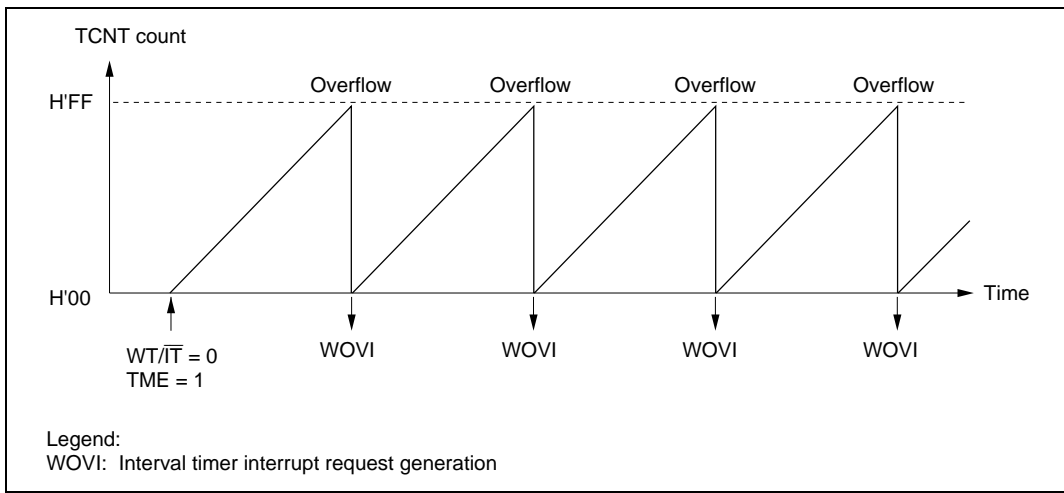 TCNT count
Overflow Overflow Overflow Overflow
H'FF
H'00
Time
WT/I̅T̅ = 0
TME = 1
WOVI WOVI WOVI WOVI
Legend:
WOVI: Interval timer interrupt request generation